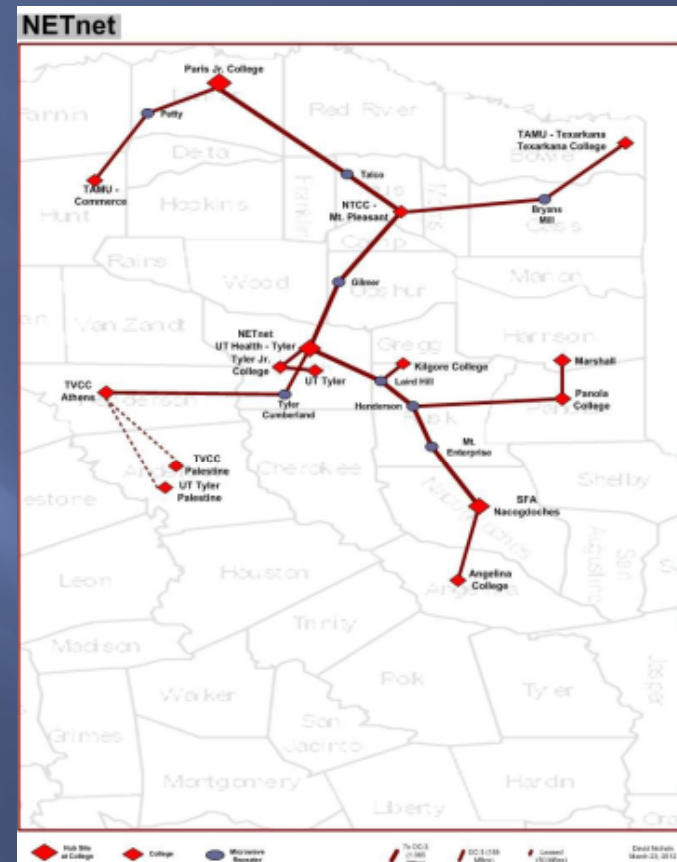 NETnet
Paris Jr. College
Lamar
Fannin
Red River
Petty
TAMU - Texarkana
Texarkana College
Bowie
Delta
Talco
TAMU -
Commerce
Titus
Morris
Franklin
Hunt
Hopkins
NTCC -
Mt. Pleasant
Bryans
Mill
Cass
Camp
Rains
Marion
Wood
Gilmer
Upshur
Van Zandt
NETnet
UT Health - Tyler
Gregg
Harrison
Tyler Jr.
College
Kilgore College
Marshall
UT Tyler
Laird Hill
TVCC
Athens
Henderson
Panola
College
Henderson
Rusk
Tyler
Cumberland
Mt.
Enterprise
TVCC
Palestine
Cherokee
UT Tyler
Palestine
Shelby
Nacogdoches
SFA
Nacogdoches
San
Augustine
Leon
Houston
Angelina
College
Angelina
Trinity
Madison
Polk
Walker
Tyler
Jasper
San
Jacinto
Grimes
Montgomery
Hardin
Liberty
Hub Site
at College
College
Microwave
Repeater
Leased
David Nichols